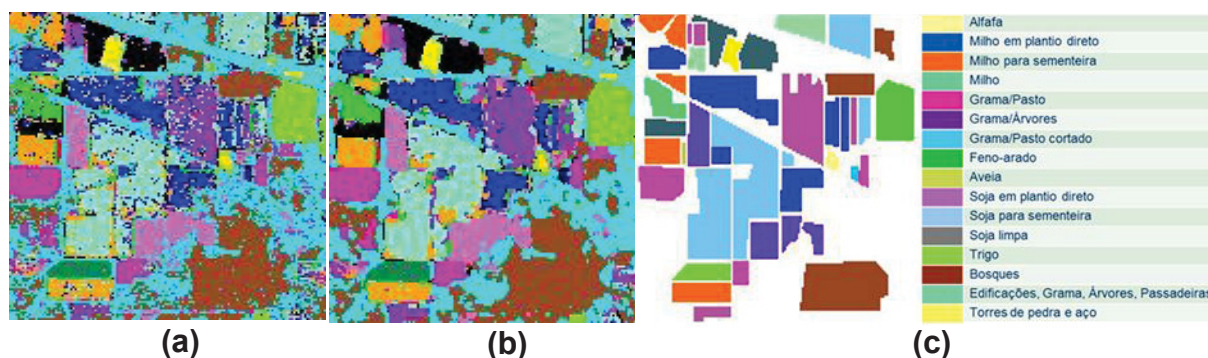 Alfafa
Milho em plantio direto
Milho para sementeira
Milho
Grama/Pasto
Grama/Árvores
Grama/Pasto cortado
Feno-arado
Aveia
Soja em plantio direto
Soja para sementeira
Soja limpa
Trigo
Bosques
Edificações, Grama, Árvores, Passadeiras
Torres de pedra e aço
(a) (b) (c)